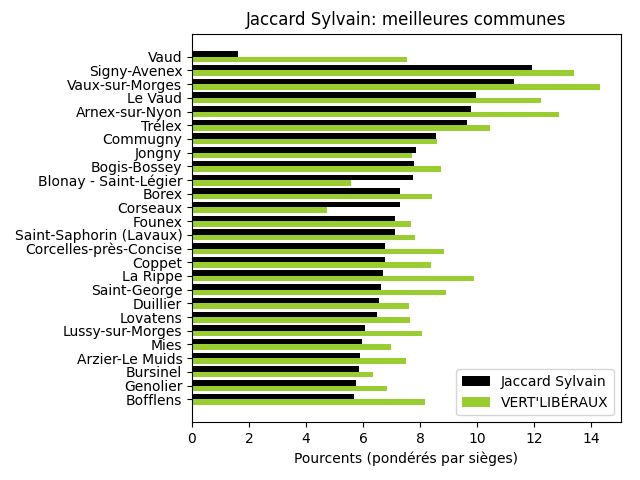 Jaccard Sylvain: meilleures communes
Vaud
Signy-Avenex
Vaux-sur-Morges
Le Vaud
Arnex-sur-Nyon
Trélex
Commugny
Jongny
Bogis-Bossey
Blonay - Saint-Légier
Borex
Corseaux
Founex
Saint-Saphorin (Lavaux)
Corcelles-près-Concise
Coppet
La Rippe
Saint-George
Duillier
Lovatens
Lussy-sur-Morges
Mies
Arzier-Le Muids
Bursinel
Genolier
Bofflens
Jaccard Sylvain
VERT'LIBÉRAUX
0 2 4 6 8 10 12 14
Pourcents (pondérés par sièges)